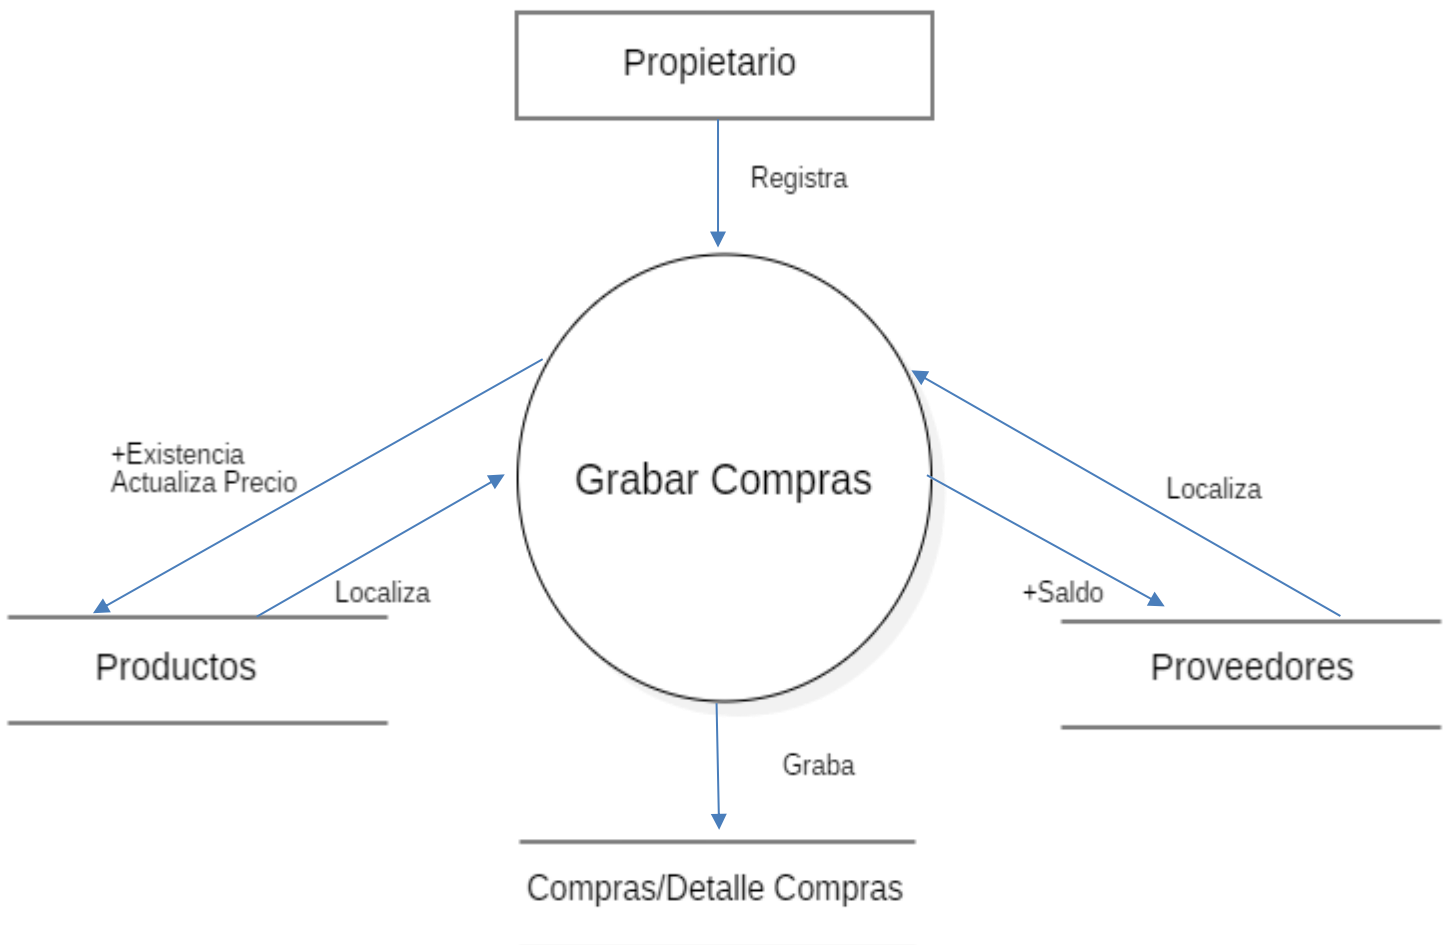 Propietario
Registra
+Existencia
Actualiza Precio
Grabar Compras
Localiza
Localiza
+Saldo
Productos
Proveedores
Graba
Compras/Detalle Compras